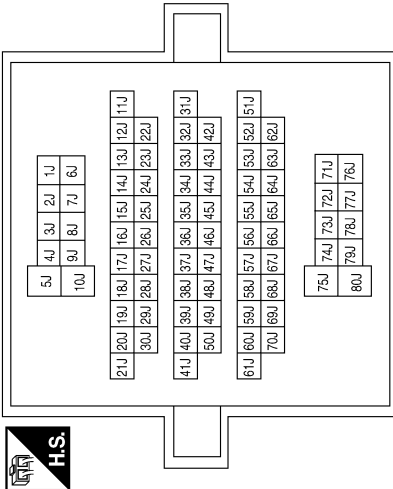 H.S.
5J 4J 3J 2J 1J
10J 9J 8J 7J 6J
21J 20J 19J 18J 17J 16J 15J 14J 13J 12J 11J
30J 29J 28J 27J 26J 25J 24J 23J 22J
41J 40J 39J 38J 37J 36J 35J 34J 33J 32J 31J
50J 49J 48J 47J 46J 45J 44J 43J 42J
61J 60J 59J 58J 57J 56J 55J 54J 53J 52J 51J
70J 69J 68J 67J 66J 65J 64J 63J 62J
75J 74J 73J 72J 71J
80J 79J 78J 77J 76J